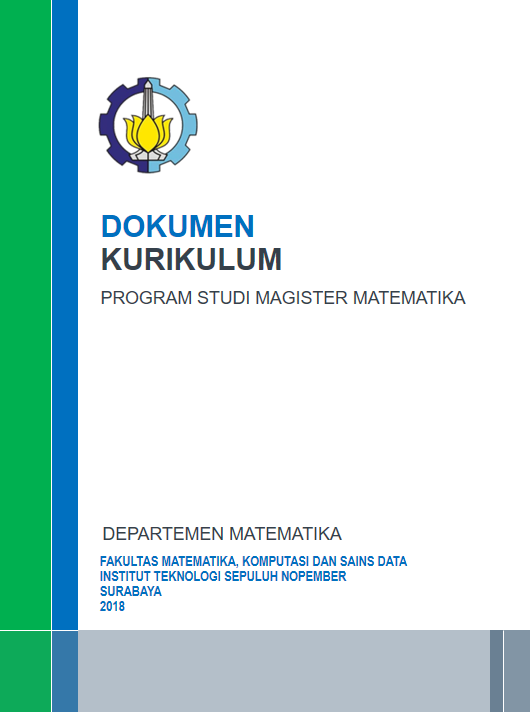 DOKUMEN
KURIKULUM
PROGRAM STUDI MAGISTER MATEMATIKA
DEPARTEMEN MATEMATIKA
FAKULTAS MATEMATIKA, KOMPUTASI DAN SAINS DATA
INSTITUT TEKNOLOGI SEPULUH NOPEMBER
SURABAYA
2018